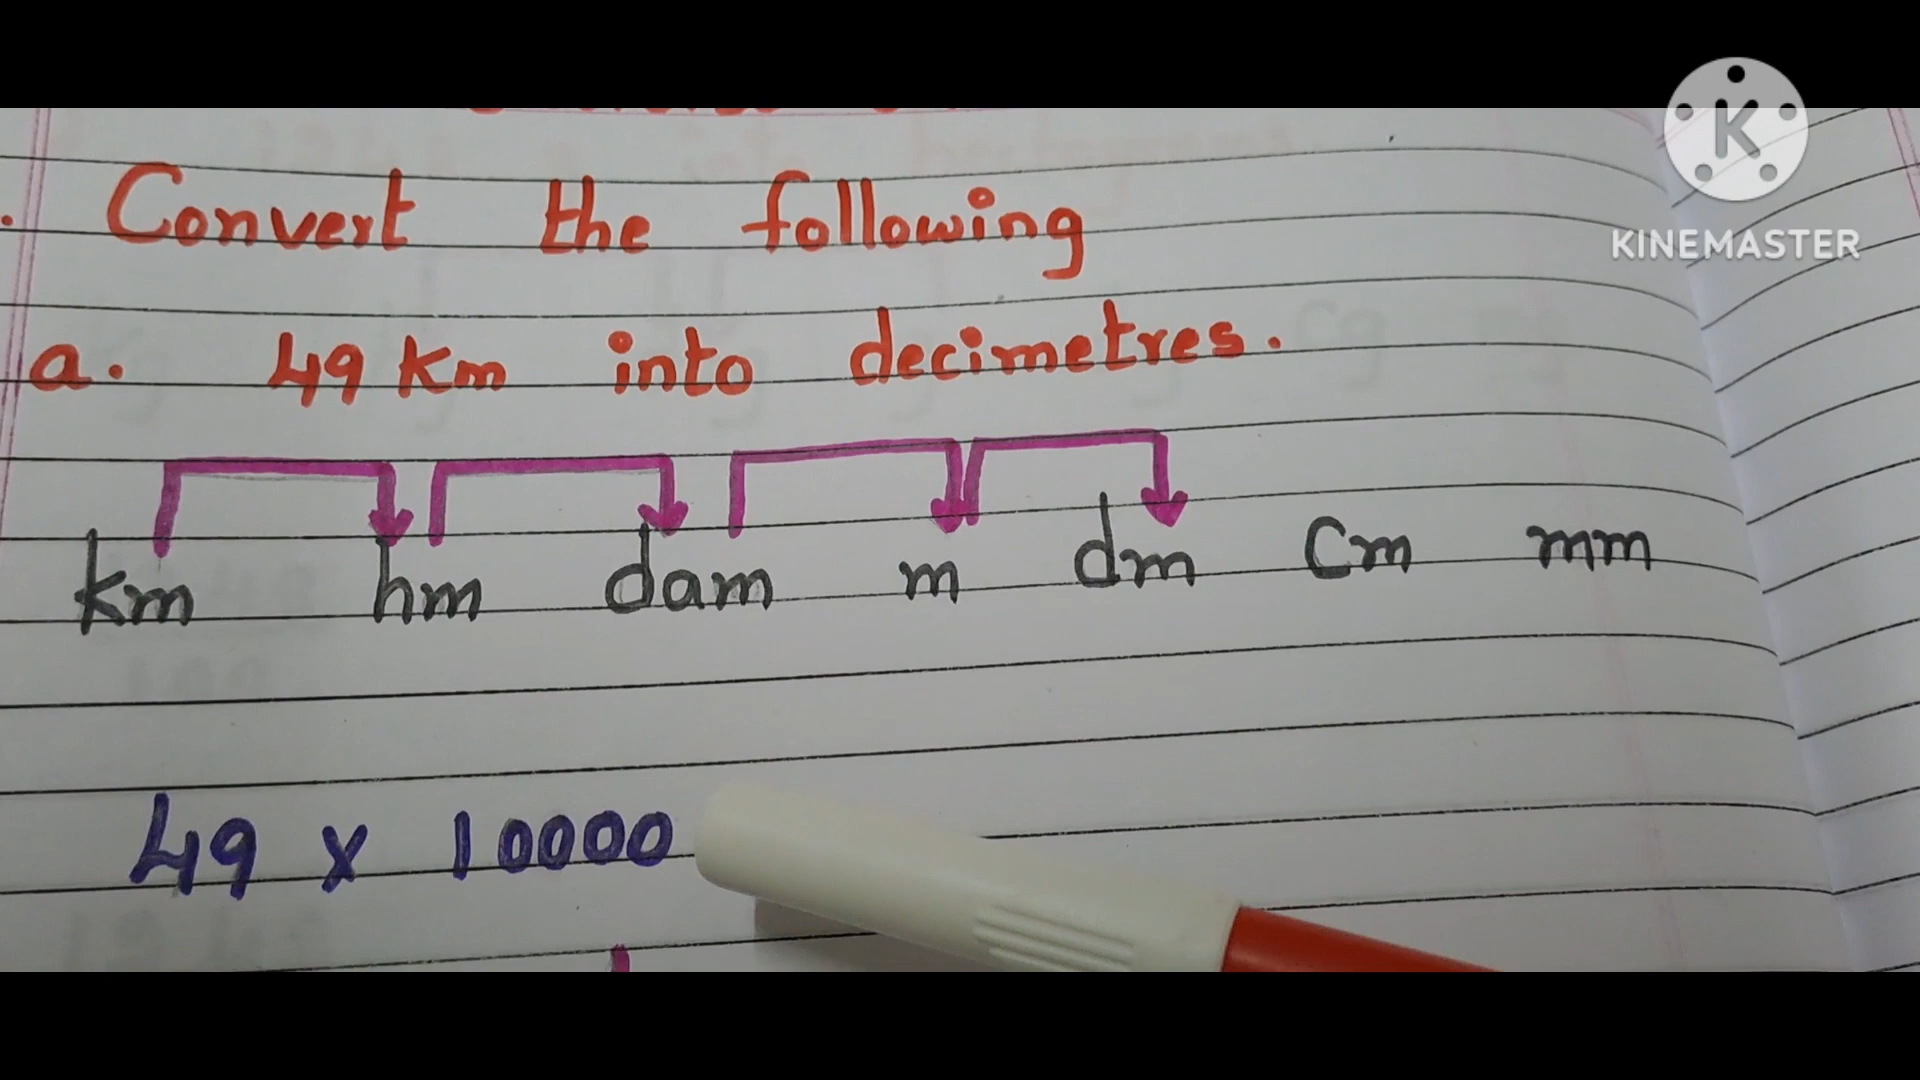 . Convert the following
a. 49 Km into decimetres.
km hm dam m dm cm mm
49 x 10000
K
KINEMASTER